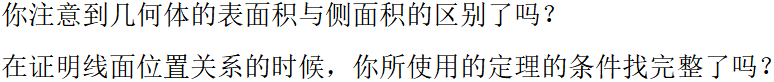 你注意到几何体的表面积与侧面积的区别了吗？
在证明线面位置关系的时候，你所使用的定理的条件找完整了吗？